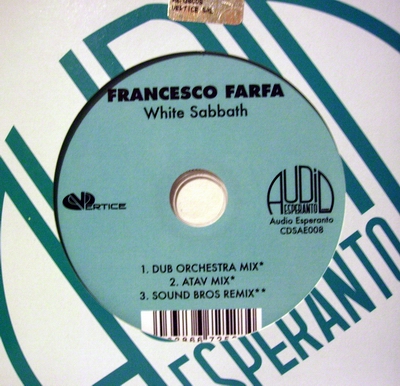 FRANCESCO FARFA
White Sabbath
VERTICE
AUDIO
ESPERANTO
Audio Esperanto
CDSAE008
1. DUB ORCHESTRA MIX*
2. ATAV MIX*
3. SOUND BROS REMIX**
ESPERANTO